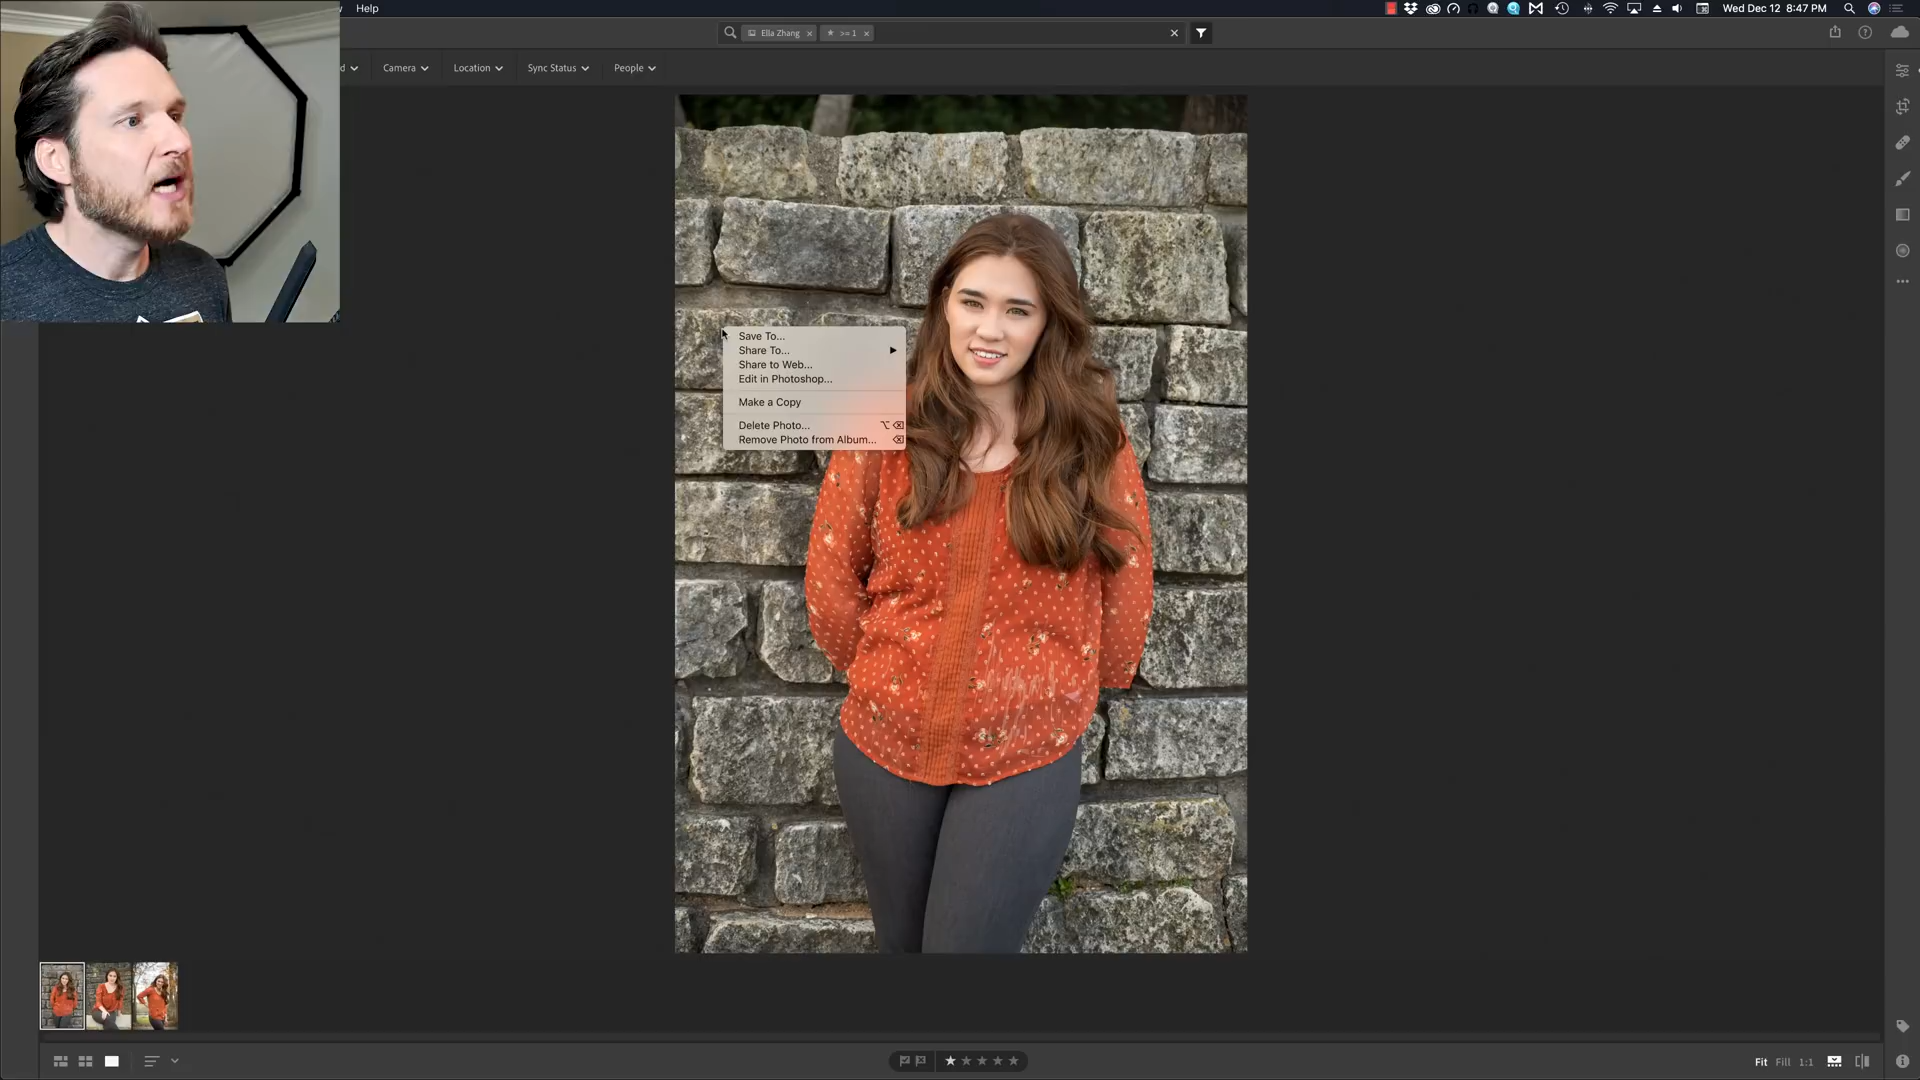 Help
Wed Dec 12 8:47 PM
Ella Zhang × ★ >= 1 ×
d Camera Location Sync Status People
Save To...
Share To...
Share to Web...
Edit in Photoshop...
Make a Copy
Delete Photo...
Remove Photo from Album...
Fit Fill 1:1